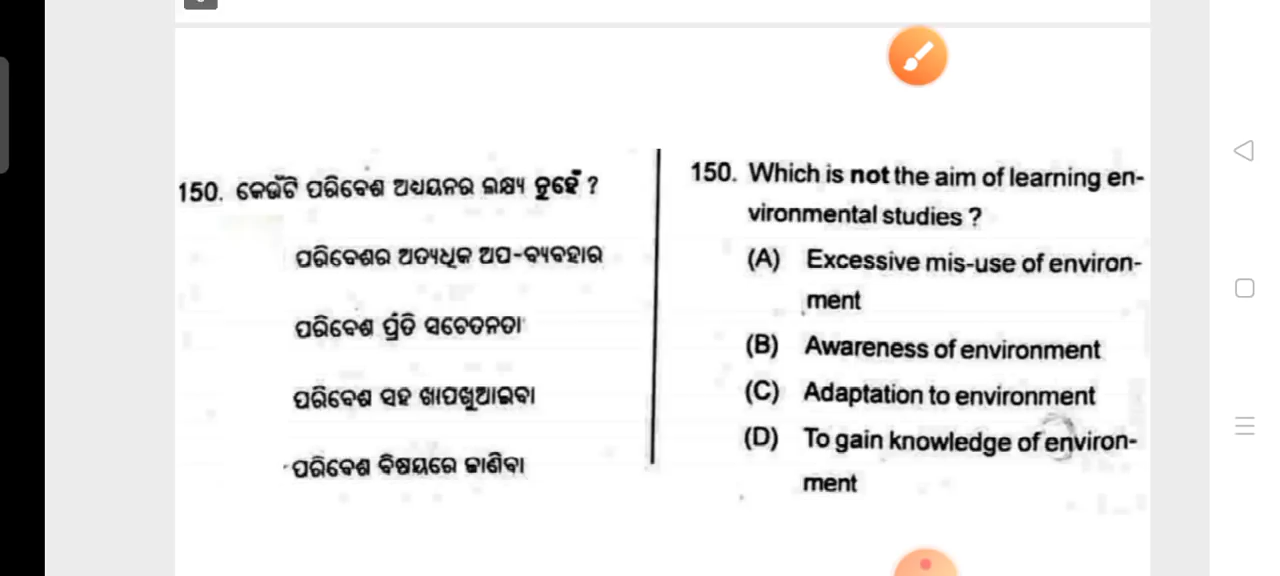 150. କେଉଁଟି ପରିବେଶ ଅଧ୍ୟୟନର ଲକ୍ଷ୍ୟ ନୁହେଁ ?
ପରିବେଶର ଅତ୍ୟଧିକ ଅପ-ବ୍ୟବହାର
ପରିବେଶ ପ୍ରତି ସଚେତନତା
ପରିବେଶ ସହ ଖାପଖୁଆଇବା
ପରିବେଶ ବିଷୟରେ ଜାଣିବା
150. Which is not the aim of learning en-
vironmental studies ?
(A) Excessive mis-use of environ-
ment
(B) Awareness of environment
(C) Adaptation to environment
(D) To gain knowledge of environ-
ment